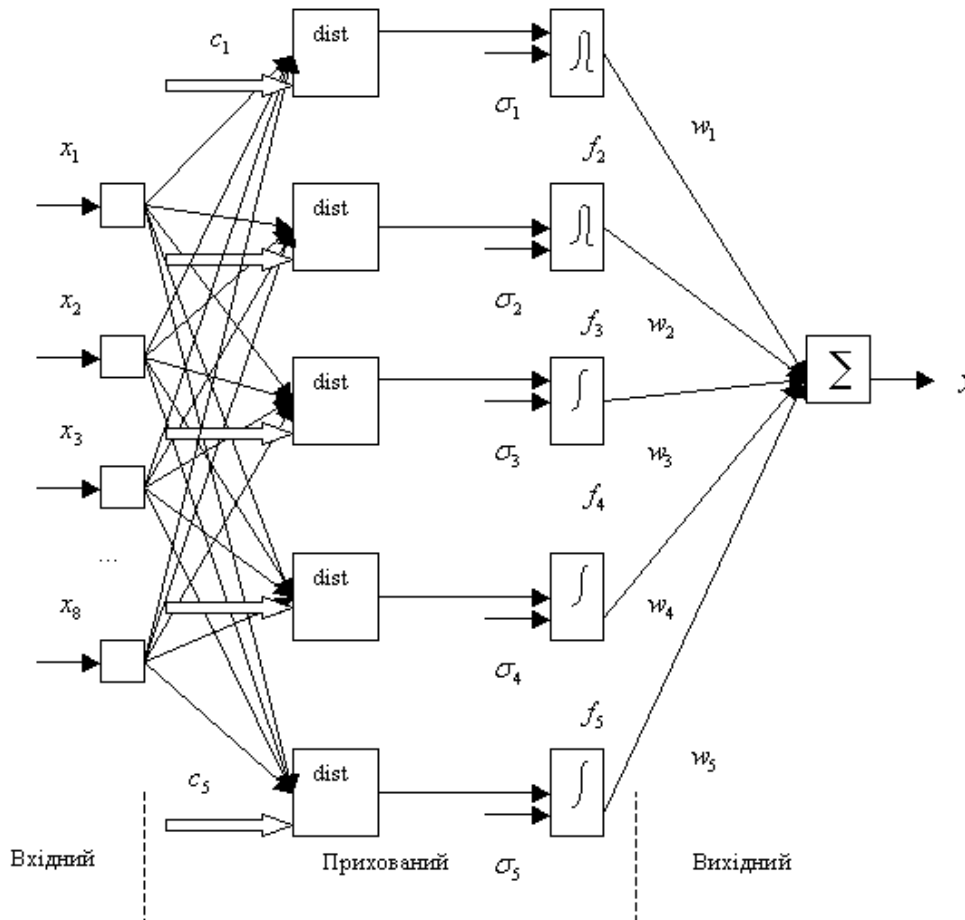 dist
c₁
σ₁
w₁
x₁
f₂
dist
x₂
σ₂
f₃
w₂
dist
Σ
x₃
σ₃
w₃
f₄
...
dist
x₈
w₄
σ₄
f₅
dist
c₅
w₅
Вхідний
Прихований
σ₅
Вихідний